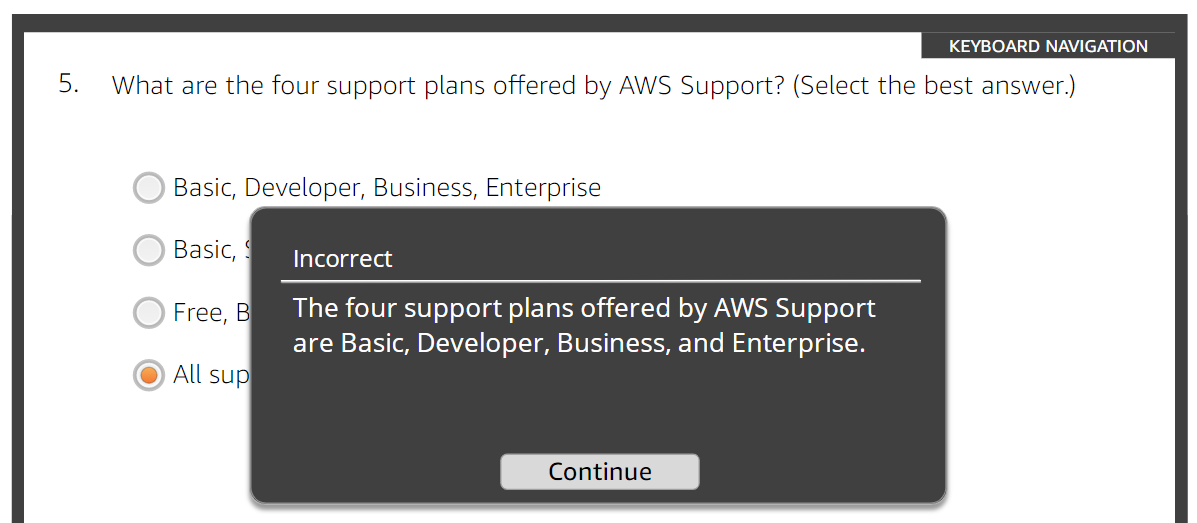 KEYBOARD NAVIGATION
5. What are the four support plans offered by AWS Support? (Select the best answer.)
Basic, Developer, Business, Enterprise
Basic,
Free,
All
Incorrect
The four support plans offered by AWS Support
are Basic, Developer, Business, and Enterprise.
Continue